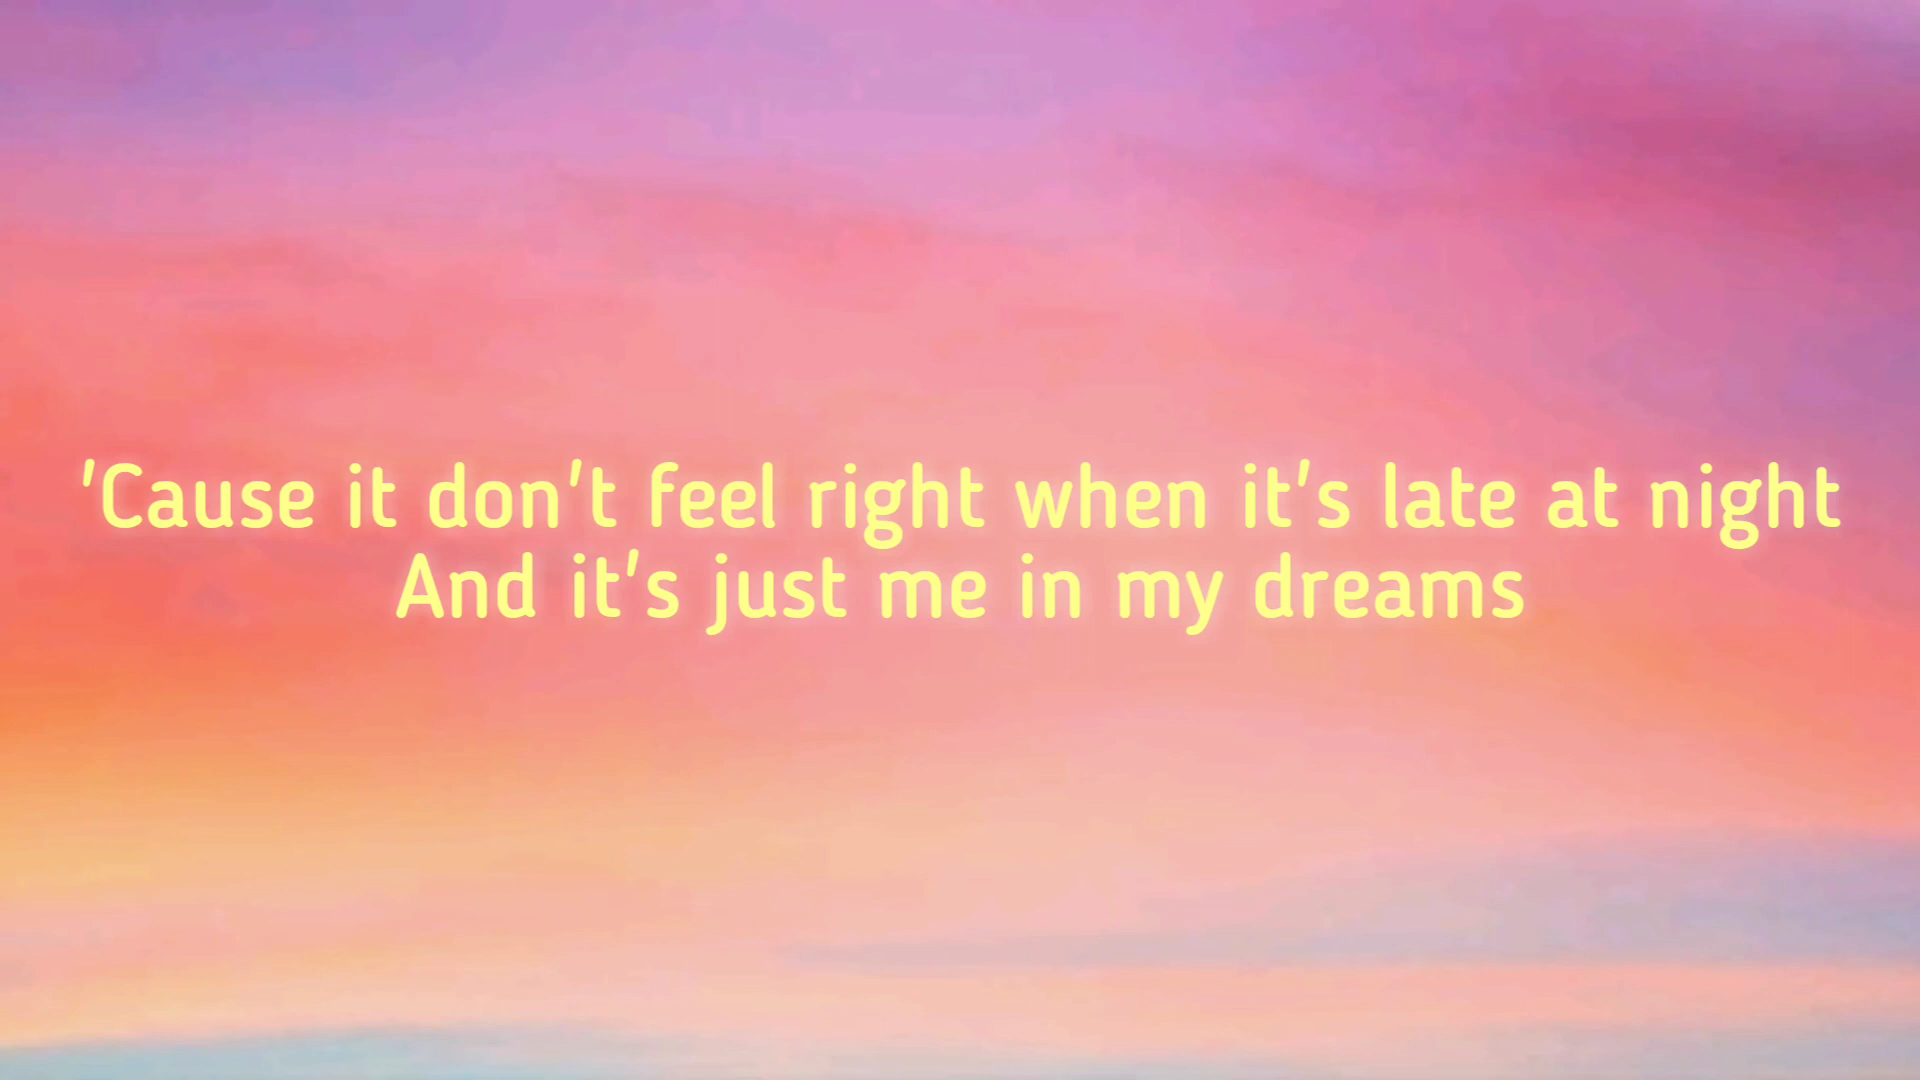 'Cause it don't feel right when it's late at night
And it's just me in my dreams